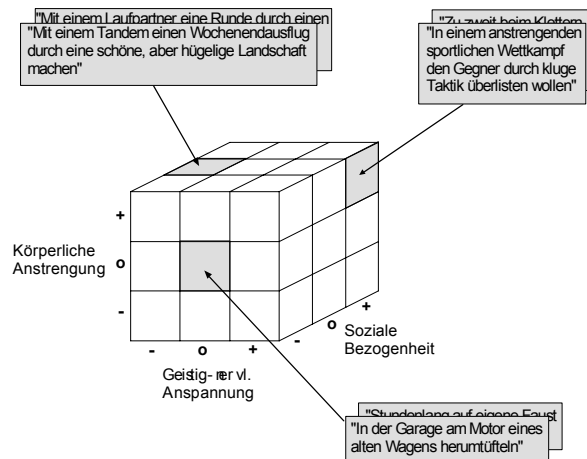 "Mit einem Laufpartner eine Runde durch einen
"Mit einem Tandem einen Wochenendausflug
durch eine schöne, aber hügelige Landschaft
machen"
"Zu zweit beim Klettern
"In einem anstrengenden
sportlichen Wettkampf
den Gegner durch kluge
Taktik überlisten wollen"
+
Körperliche
Anstrengung
o
-
- o +
Geistig-nervl.
Anspannung
- o +
Soziale
Bezogenheit
"Stundenlang auf eigene Faust
"In der Garage am Motor eines
alten Wagens herumtüfteln"